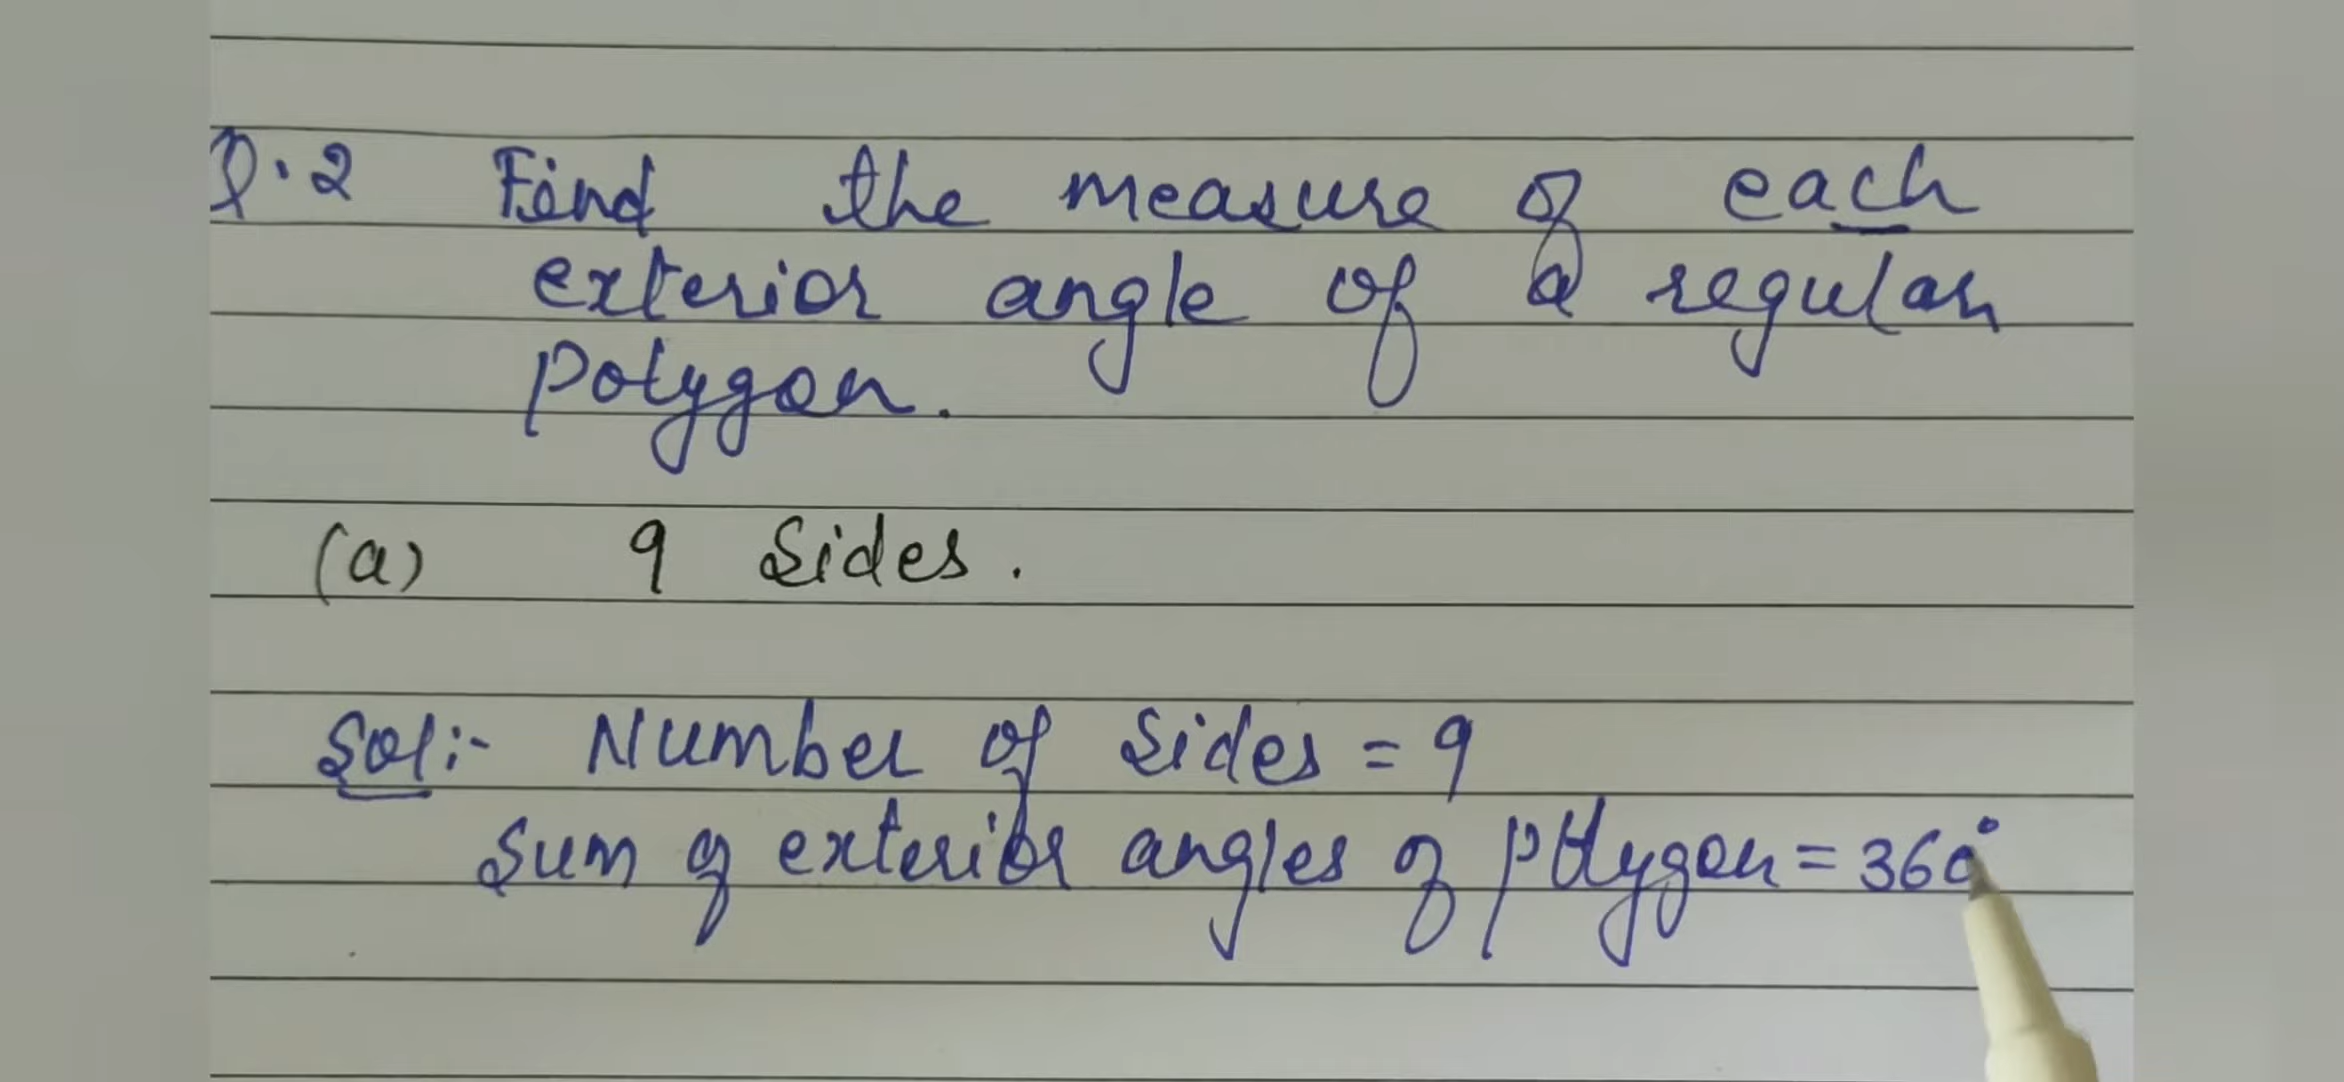 Q.2 Find the measure of each
exterior angle of a regular
polygon.
(a) 9 Sides.
Sol:- Number of Sides = 9
Sum of exterior angles of polygon = 360°